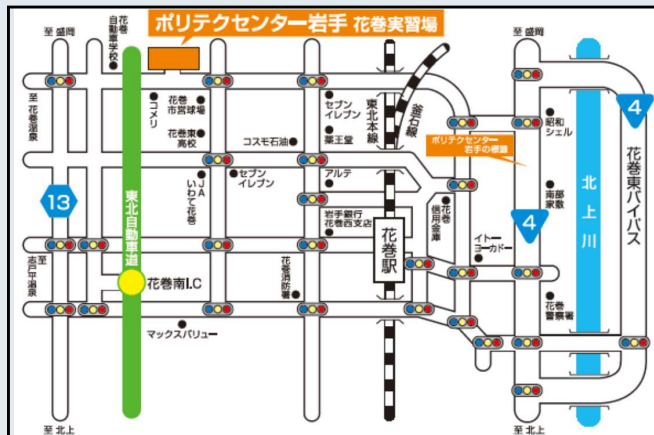 ポリテクセンター岩手 花巻実習場
至 盛岡
花巻
自動車学校
至 盛岡
至 花巻温泉
コメリ
花巻
市営球場
花巻東
高校
セブン
イレブン
薬王堂
コスモ石油
東北本線
釜石線
昭和
シェル
ポリテクセンター
岩手の標識
4
花巻東バイパス
13
東北自動車道
JA
いわて花巻
セブン
イレブン
アルテ
岩手銀行
花巻西支店
花巻駅
花巻
信用金庫
イトー
ヨーカドー
南部
家敷
4
北上川
至
志戸平温泉
花巻南I.C
花巻消防署
花巻
警察署
マックスバリュー
至 北上
至 北上